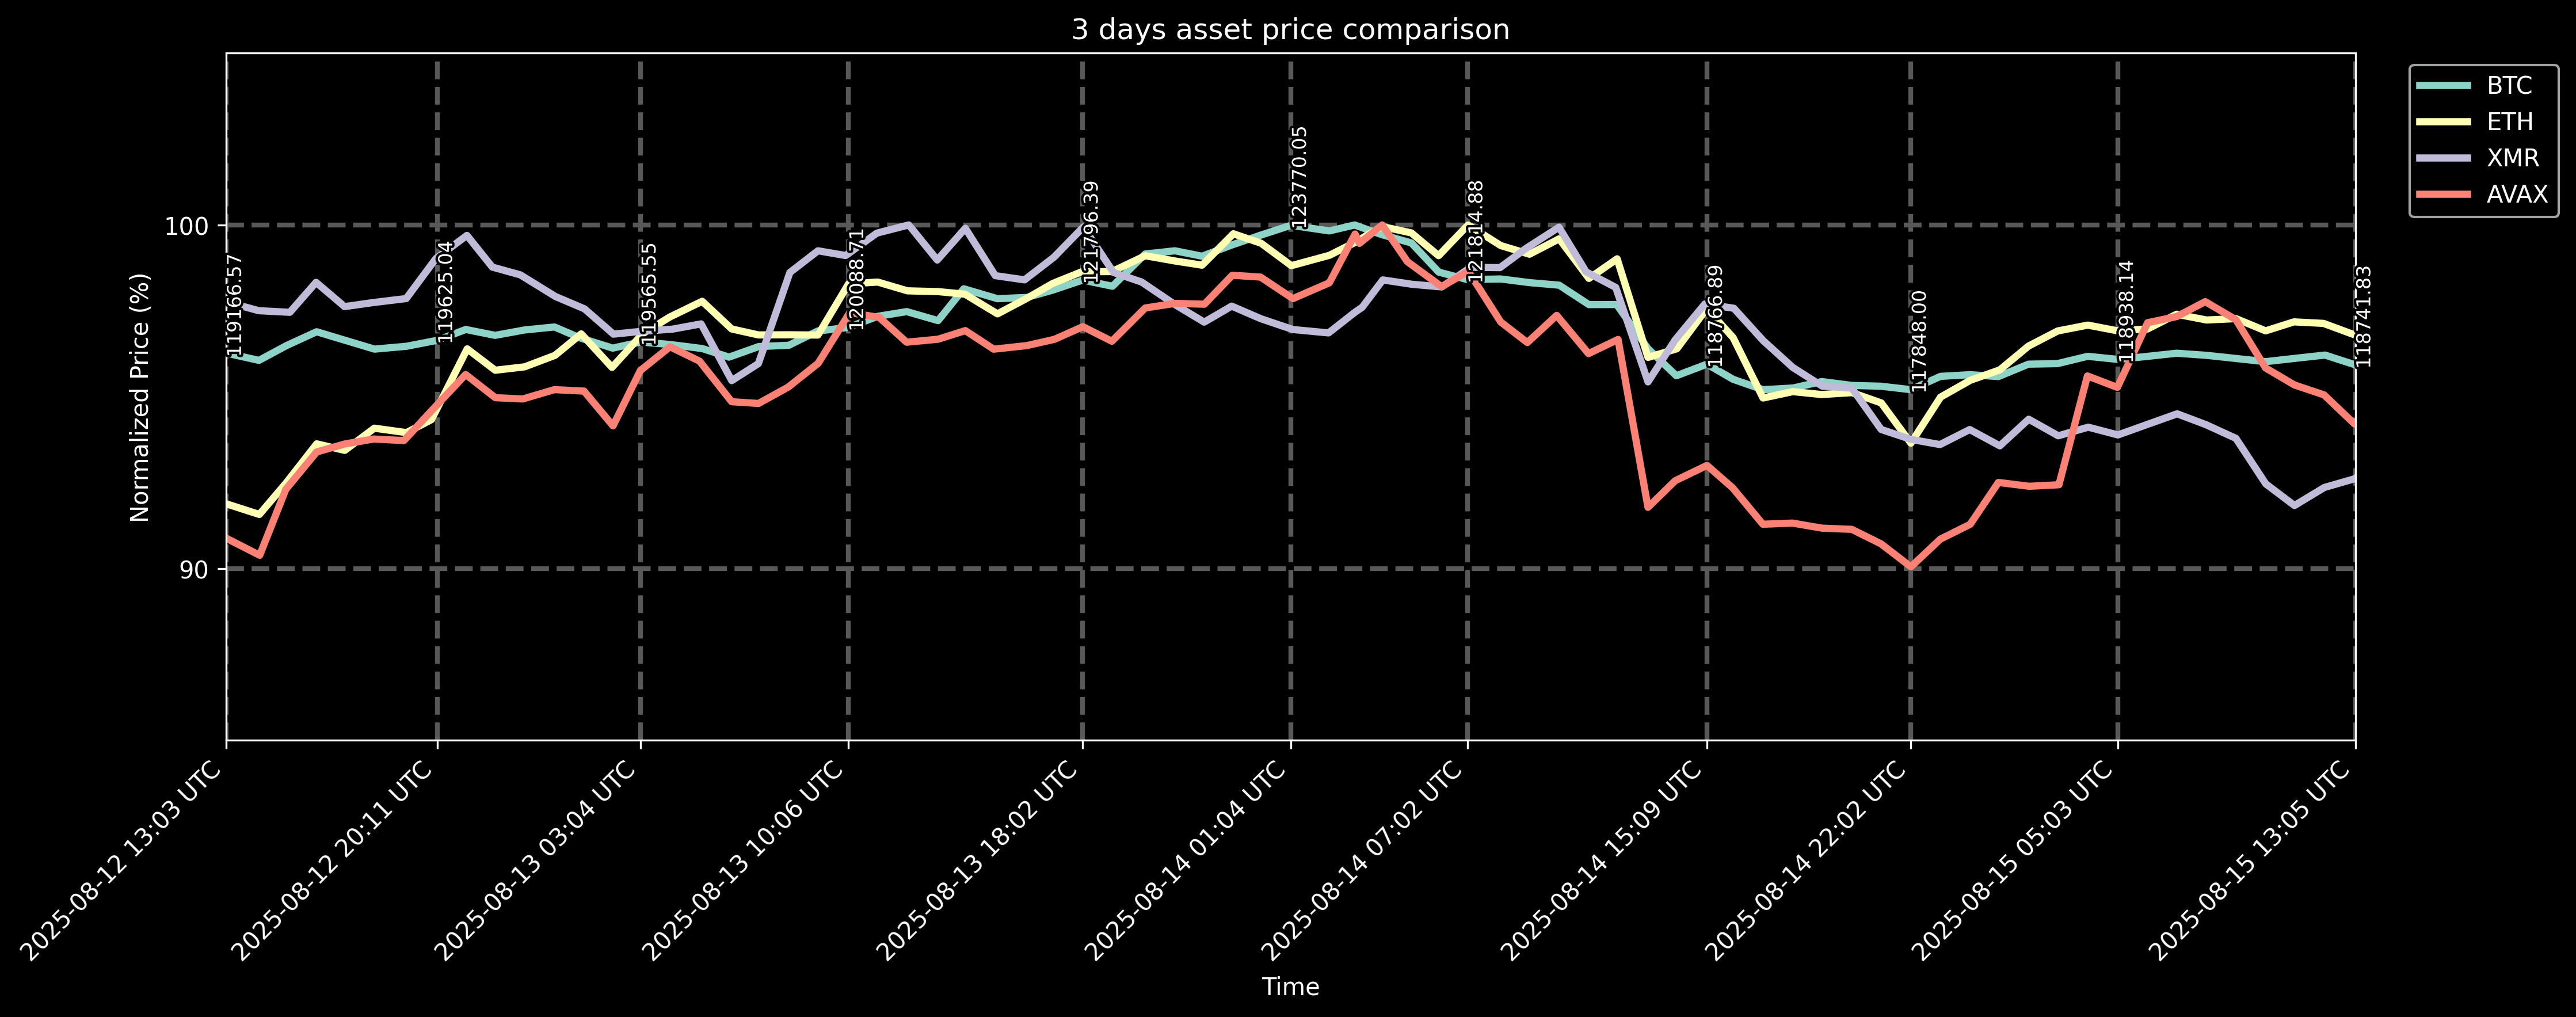 3 days asset price comparison
BTC
ETH
XMR
AVAX
Normalized Price (%)
100
90
119166.57
119625.04
119565.55
120088.71
121796.39
123770.05
121814.88
118766.89
117848.00
118938.14
118741.83
2025-08-12 13:03 UTC
2025-08-12 20:11 UTC
2025-08-13 03:04 UTC
2025-08-13 10:06 UTC
2025-08-13 18:02 UTC
2025-08-14 01:04 UTC
2025-08-14 07:02 UTC
2025-08-14 15:09 UTC
2025-08-14 22:02 UTC
2025-08-15 05:03 UTC
2025-08-15 13:05 UTC
Time